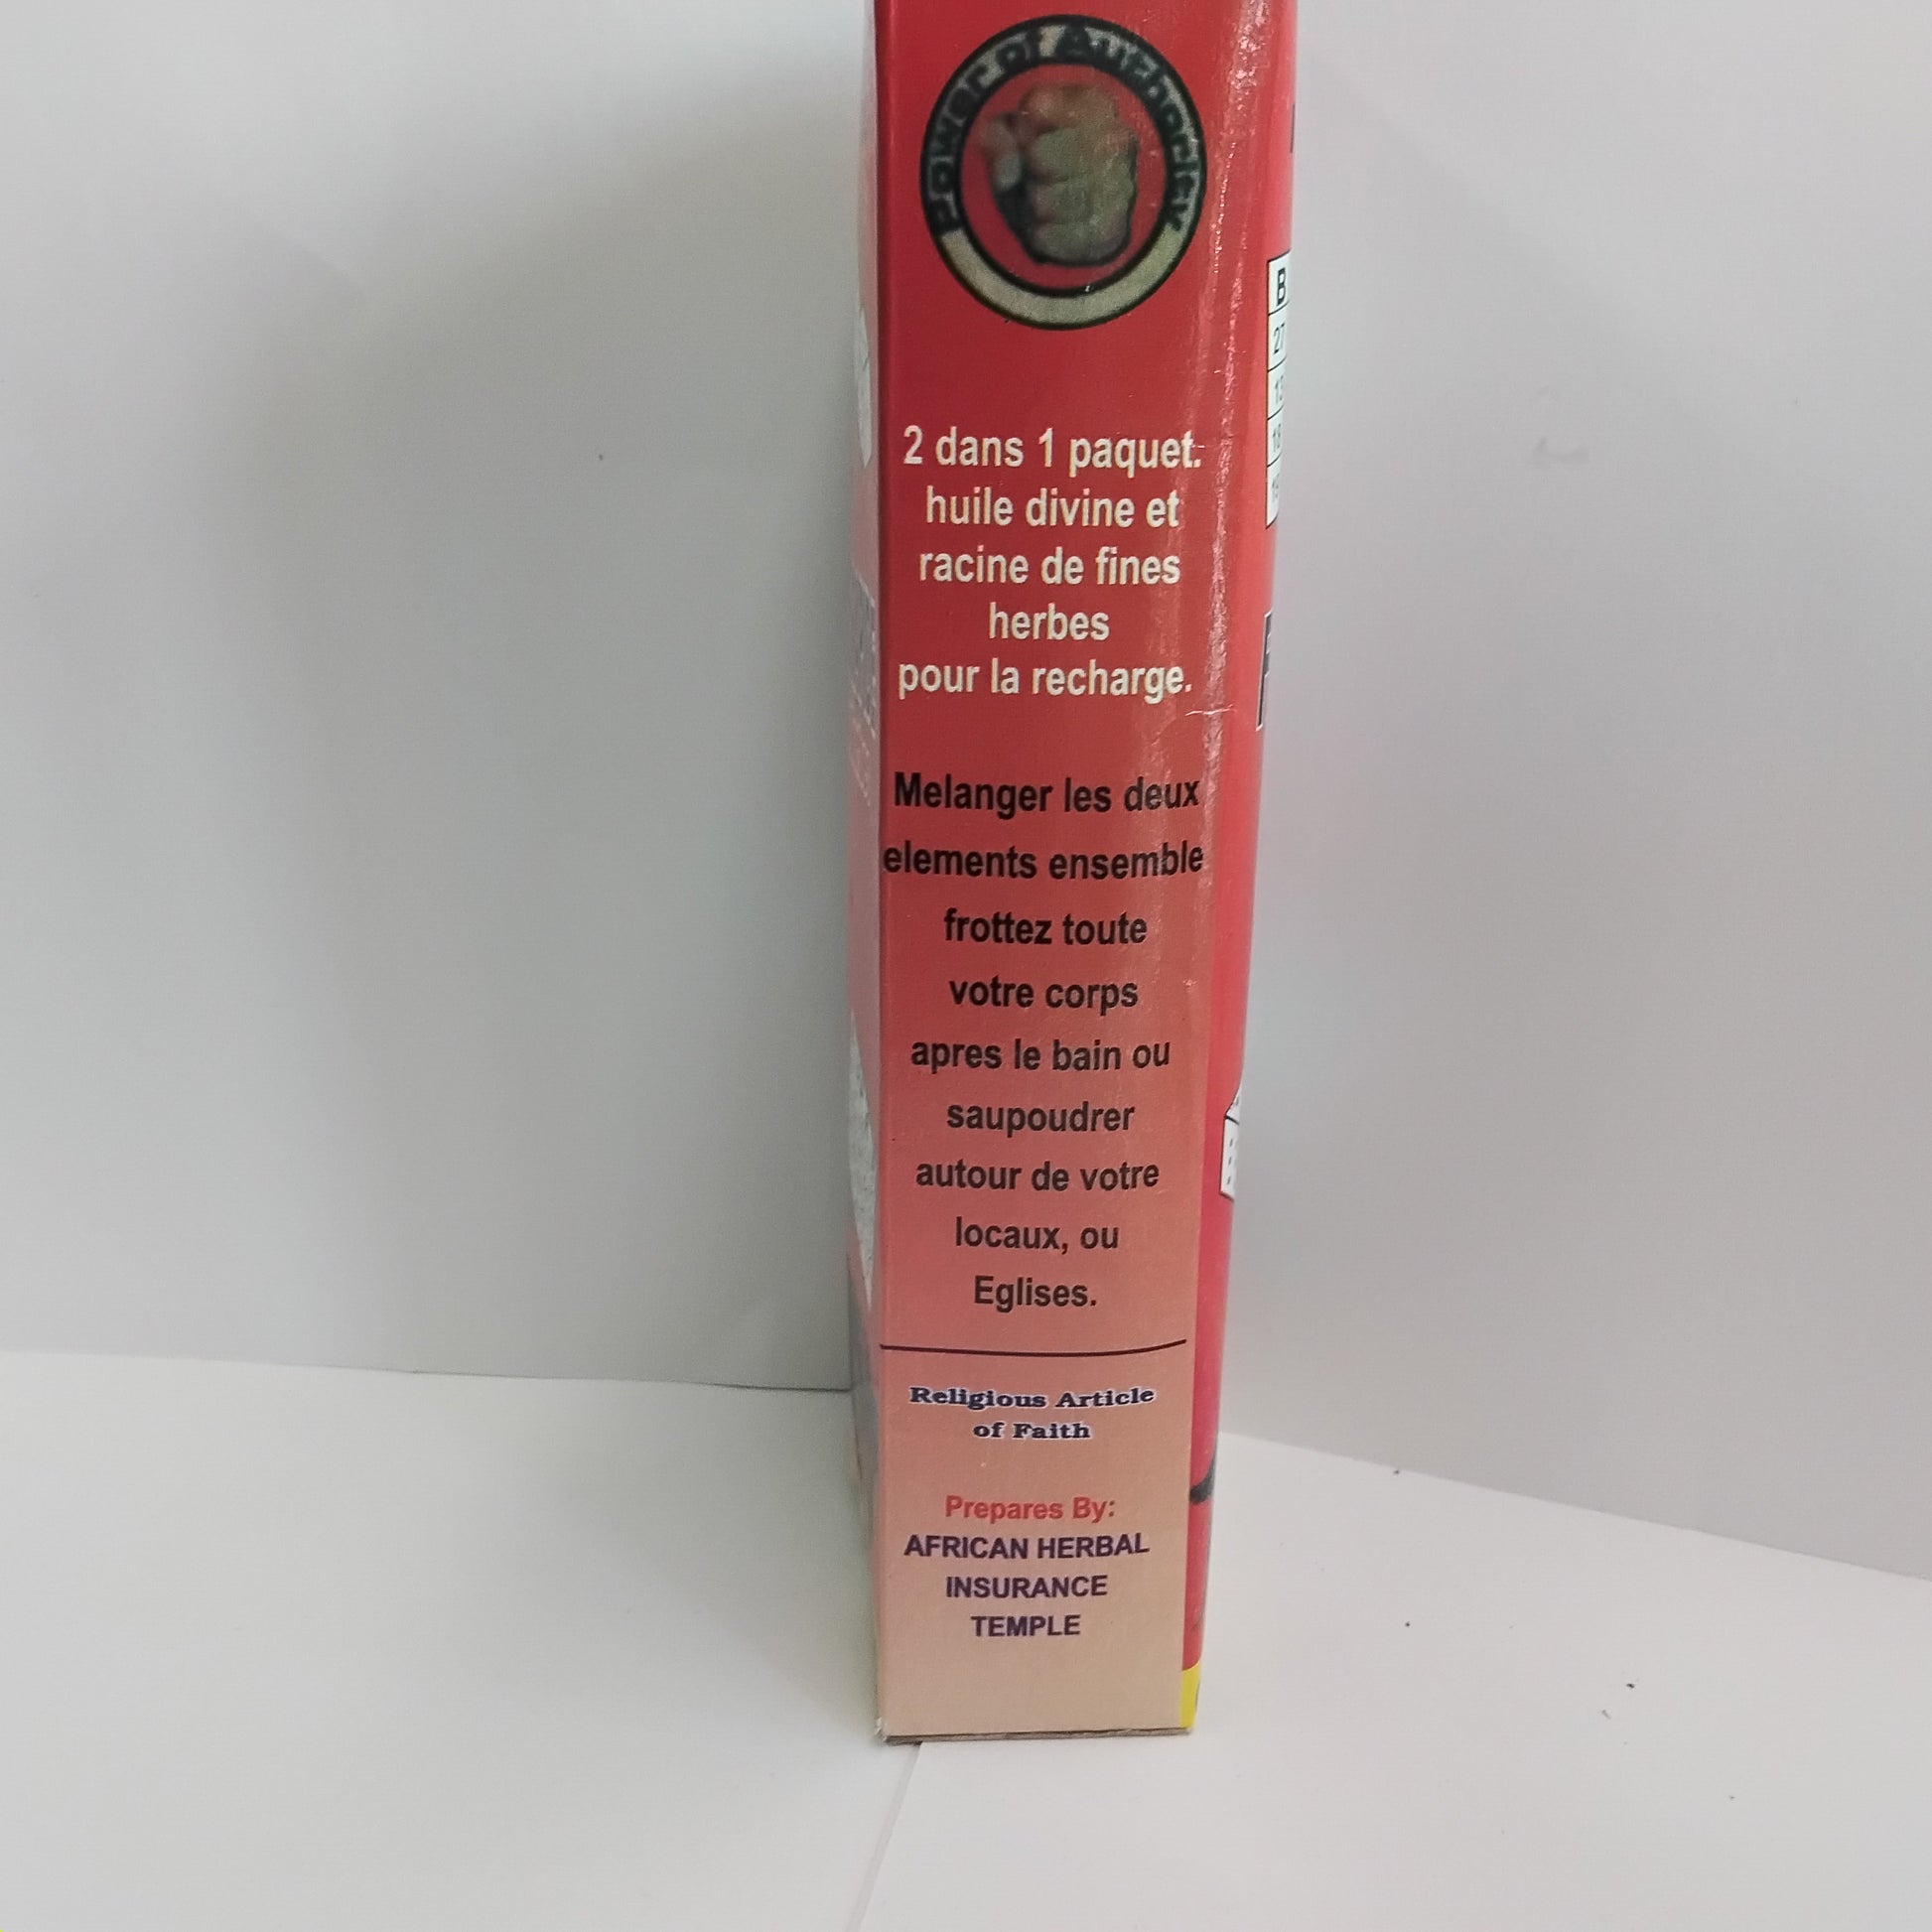 Power of Authority
2 dans 1 paquet.
huile divine et
racine de fines
herbes
pour la recharge.
Melanger les deux
elements ensemble
frottez toute
votre corps
apres le bain ou
saupoudrer
autour de votre
locaux, ou
Eglises.
Religious Article
of Faith
Prepares By:
AFRICAN HERBAL
INSURANCE
TEMPLE
B
27